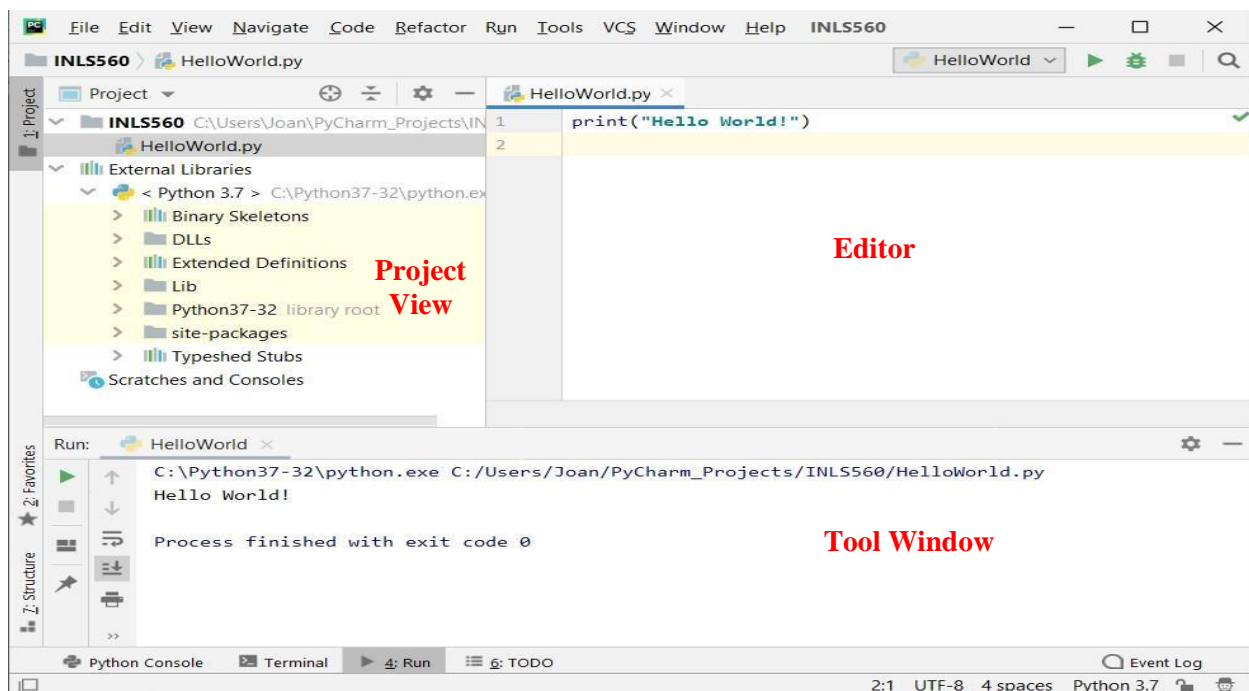 PC File Edit View Navigate Code Refactor Run Tools VCS Window Help INLS560
INLS560 HelloWorld.py
HelloWorld
1: Project
Project
INLS560 C:\Users\Joan\PyCharm_Projects\IN
HelloWorld.py
External Libraries
< Python 3.7 > C:\Python37-32\python.ex
Binary Skeletons
DLLs
Extended Definitions
Lib
Python37-32 library root
site-packages
Typeshed Stubs
Scratches and Consoles
Project
View
HelloWorld.py
1 print("Hello World!")
2
Editor
2: Favorites
Z: Structure
Run: HelloWorld
C:\Python37-32\python.exe C:/Users/Joan/PyCharm_Projects/INLS560/HelloWorld.py
Hello World!
Process finished with exit code 0
Tool Window
>>
Python Console Terminal 4: Run 6: TODO Event Log
2:1 UTF-8 4 spaces Python 3.7